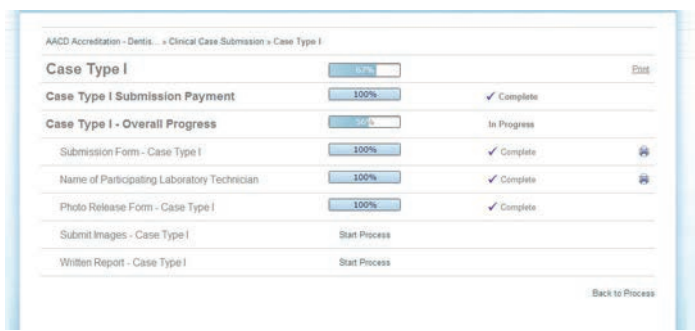 AACD Accreditation - Dentis... » Clinical Case Submission » Case Type I
Case Type I 67% Print
Case Type I Submission Payment 100% Complete
Case Type I - Overall Progress In Progress
Submission Form - Case Type I 100% Complete
Name of Participating Laboratory Technician 100% Complete
Photo Release Form - Case Type I 100% Complete
Submit Images - Case Type I Start Process
Written Report - Case Type I Start Process
Back to Process